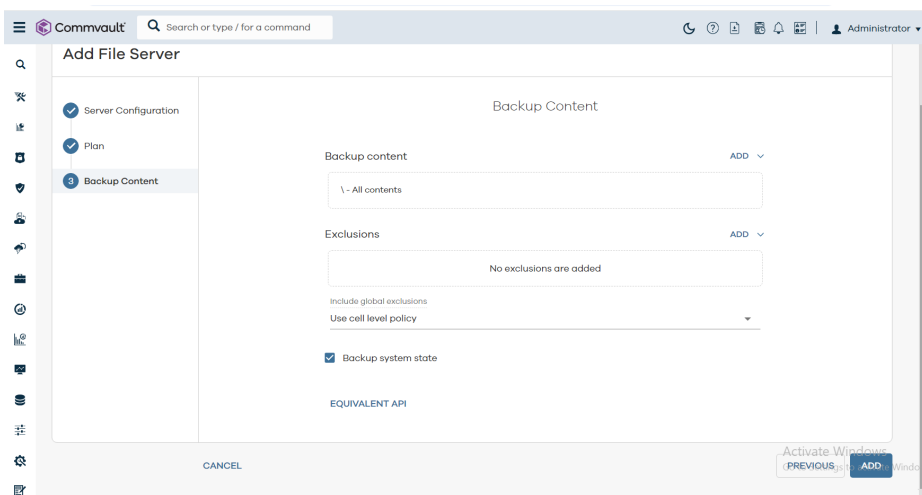 Commvault
Search or type / for a command
Administrator
Add File Server
Server Configuration
Plan
3 Backup Content
Backup Content
Backup content ADD
\ - All contents
Exclusions ADD
No exclusions are added
Include global exclusions
Use cell level policy
Backup system state
EQUIVALENT API
Activate Windows
CANCEL
PREVIOUS
ADD